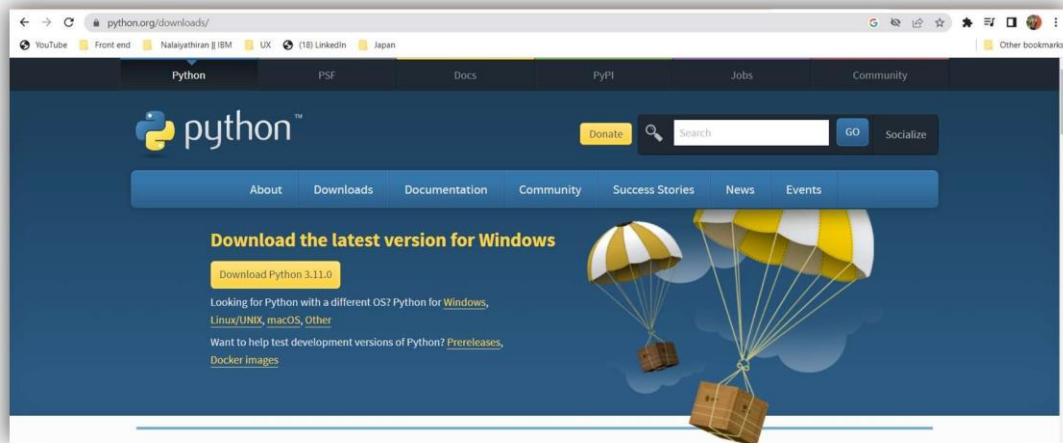 python.org/downloads/
YouTube Front end Nalaiyathiran || IBM UX (18) LinkedIn Japan Other bookmarks
Python PSF Docs PyPI Jobs Community
python™ Donate Search GO Socialize
About Downloads Documentation Community Success Stories News Events
Download the latest version for Windows
Download Python 3.11.0
Looking for Python with a different OS? Python for Windows,
Linux/UNIX, macOS, Other
Want to help test development versions of Python? Prereleases,
Docker images